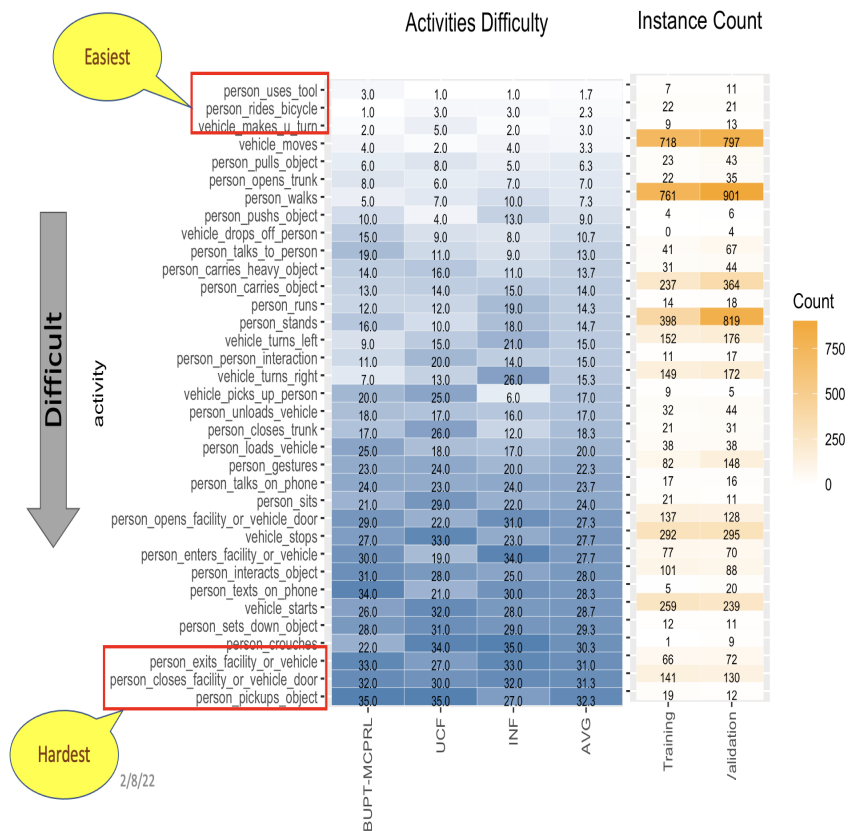 Activities Difficulty Instance Count
Easiest
person_uses_tool 3.0 1.0 1.0 1.7 7 11
person_rides_bicycle 1.0 3.0 3.0 2.3 22 21
vehicle_makes_u_turn 2.0 5.0 2.0 3.0 9 13
vehicle_moves 4.0 2.0 4.0 3.3 718 797
person_pulls_object 6.0 8.0 5.0 6.3 23 43
person_opens_trunk 8.0 6.0 7.0 7.0 22 35
person_walks 5.0 7.0 10.0 7.3 761 901
person_pushs_object 10.0 4.0 13.0 9.0 4 6
vehicle_drops_off_person 15.0 9.0 8.0 10.7 0 4
person_talks_to_person 19.0 11.0 9.0 13.0 41 67
person_carries_heavy_object 14.0 16.0 11.0 13.7 31 44
person_carries_object 13.0 14.0 15.0 14.0 237 364
person_runs 12.0 12.0 19.0 14.3 14 18
person_stands 16.0 10.0 18.0 14.7 398 819
vehicle_turns_left 9.0 15.0 21.0 15.0 152 176
person_person_interaction 11.0 20.0 14.0 15.0 11 17
vehicle_turns_right 7.0 13.0 26.0 15.3 149 172
vehicle_picks_up_person 20.0 25.0 6.0 17.0 9 5
person_unloads_vehicle 18.0 17.0 16.0 17.0 32 44
person_closes_trunk 17.0 26.0 12.0 18.3 21 31
person_loads_vehicle 25.0 18.0 17.0 20.0 38 38
person_gestures 23.0 24.0 20.0 22.3 82 148
person_talks_on_phone 24.0 23.0 24.0 23.7 17 16
person_sits 21.0 29.0 22.0 24.0 21 11
person_opens_facility_or_vehicle_door 29.0 22.0 31.0 27.3 137 128
vehicle_stops 27.0 33.0 23.0 27.7 292 295
person_enters_facility_or_vehicle 30.0 19.0 34.0 27.7 77 70
person_interacts_object 31.0 28.0 25.0 28.0 101 88
person_texts_on_phone 34.0 21.0 30.0 28.3 5 20
vehicle_starts 26.0 32.0 28.0 28.7 259 239
person_sets_down_object 28.0 31.0 29.0 29.3 12 11
person_crouches 22.0 34.0 35.0 30.3 1 9
person_exits_facility_or_vehicle 33.0 27.0 33.0 31.0 66 72
person_closes_facility_or_vehicle_door 32.0 30.0 32.0 31.3 141 130
person_pickups_object 35.0 35.0 27.0 32.3 19 12
BUPT-MCPRL UCF INF AVG Training /alidation
Difficult
activity
Count
750
500
250
0
Hardest
2/8/22